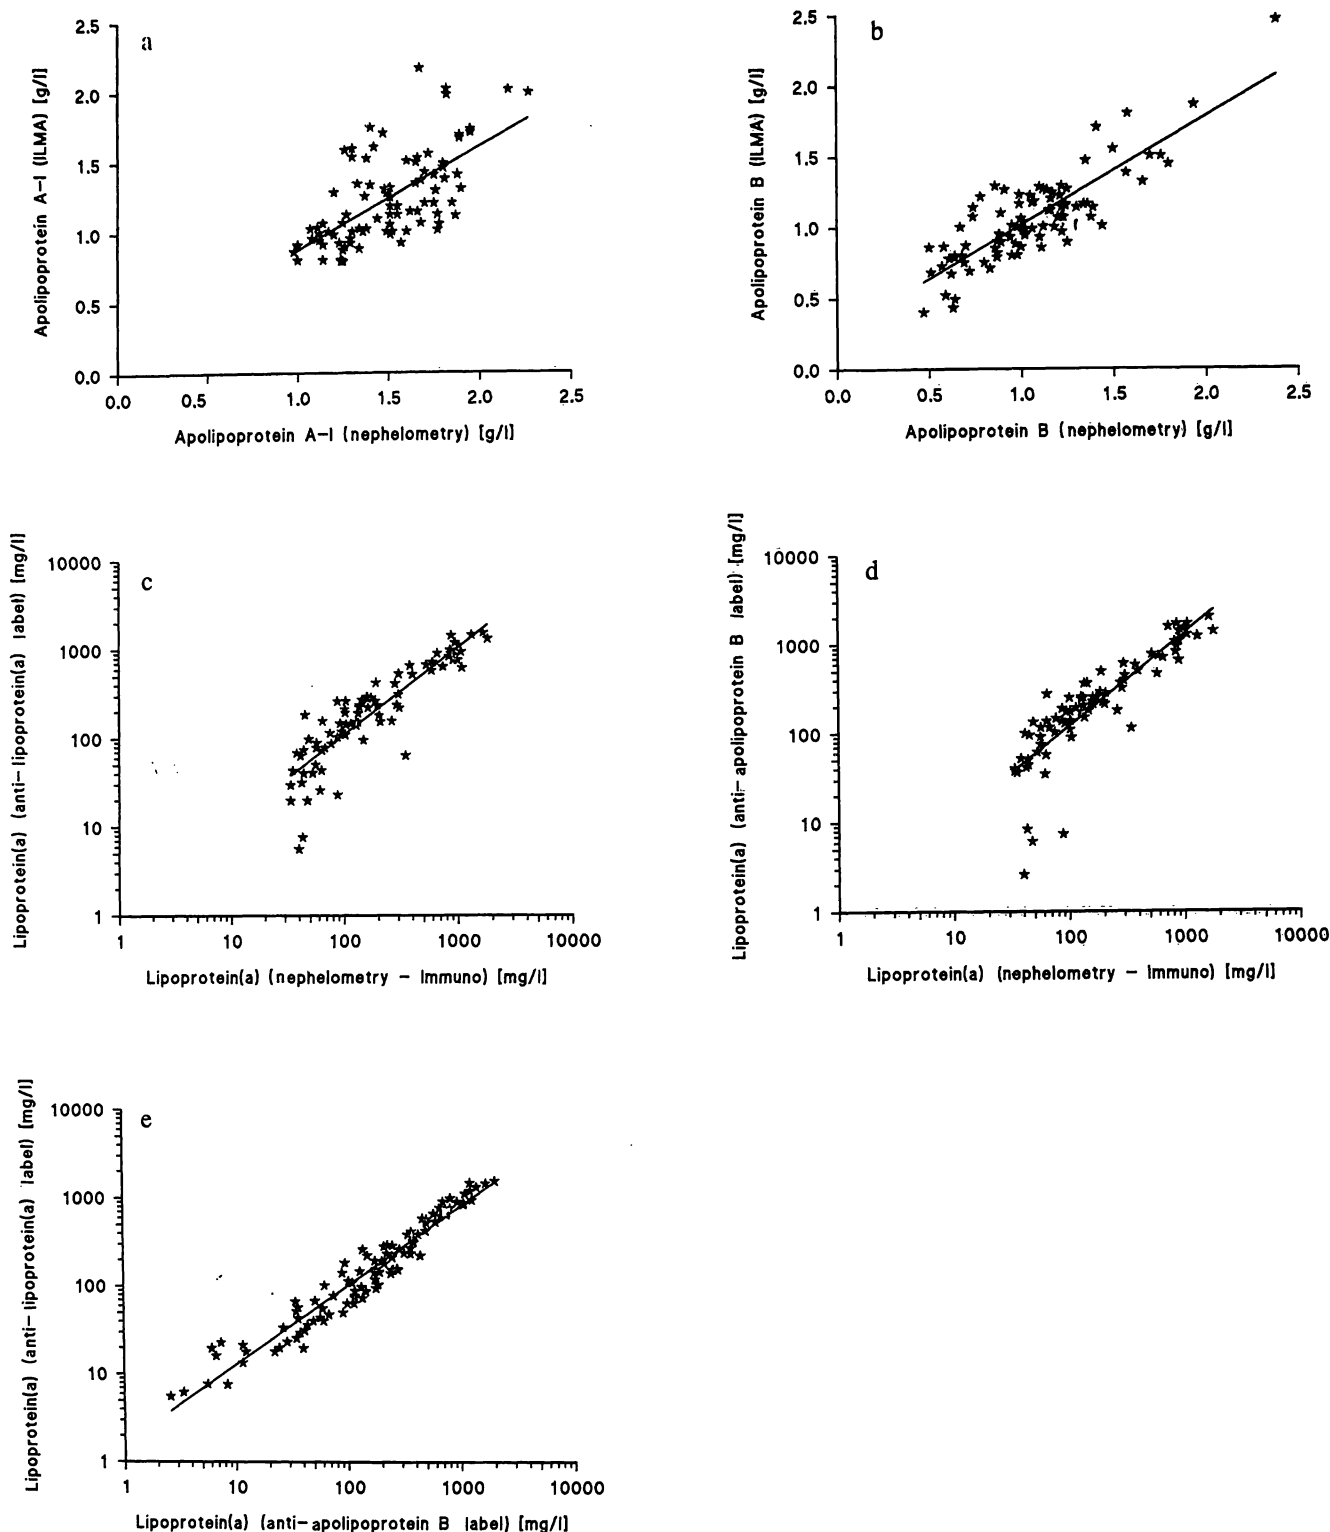 a
2.5
2.0
1.5
1.0
0.5
0.0
Apolipoprotein A-I (ILMA) [g/l]
0.0 0.5 1.0 1.5 2.0 2.5
Apolipoprotein A-I (nephelometry) [g/l]
b
2.5
2.0
1.5
1.0
0.5
0.0
Apolipoprotein B (ILMA) [g/l]
0.0 0.5 1.0 1.5 2.0 2.5
Apolipoprotein B (nephelometry) [g/l]
c
10000
1000
100
10
1
Lipoprotein(a) (anti-lipoprotein(a) label) [mg/l]
1 10 100 1000 10000
Lipoprotein(a) (nephelometry - Immuno) [mg/l]
d
10000
1000
100
10
1
Lipoprotein(a) (anti-apolipoprotein B label) [mg/l]
1 10 100 1000 10000
Lipoprotein(a) (nephelometry - Immuno) [mg/l]
e
10000
1000
100
10
1
Lipoprotein(a) (anti-lipoprotein(a) label) [mg/l]
1 10 100 1000 10000
Lipoprotein(a) (anti-apolipoprotein B label) [mg/l]